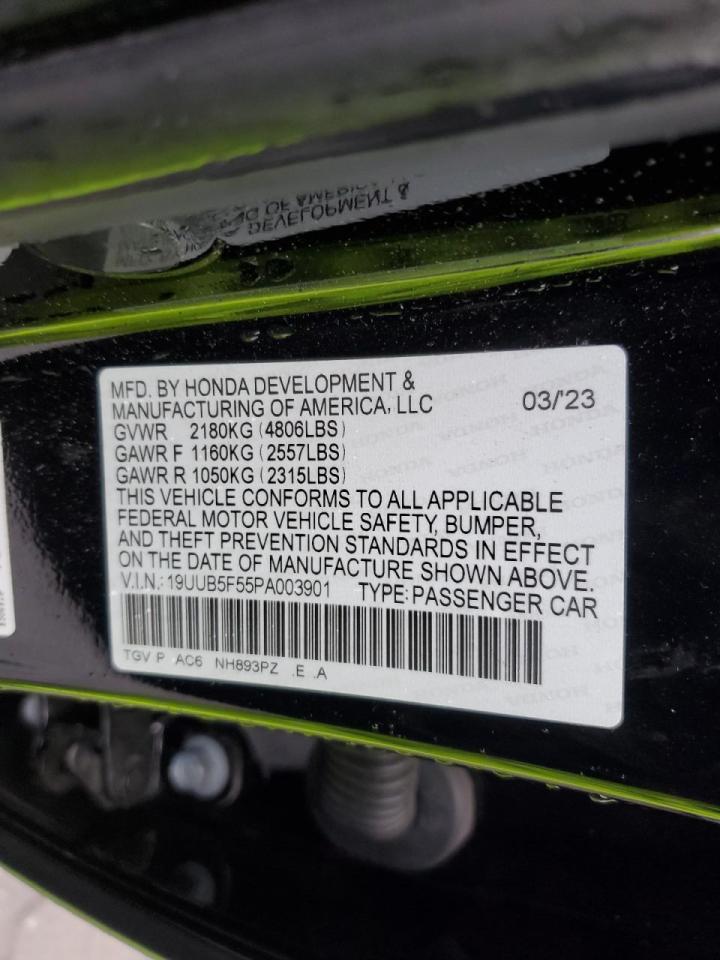 DEVELOPMENT &
MFD. BY HONDA DEVELOPMENT &
MANUFACTURING OF AMERICA, LLC 03/'23
GVWR 2180KG (4806LBS)
GAWR F 1160KG (2557LBS)
GAWR R 1050KG (2315LBS)
THIS VEHICLE CONFORMS TO ALL APPLICABLE
FEDERAL MOTOR VEHICLE SAFETY, BUMPER,
AND THEFT PREVENTION STANDARDS IN EFFECT
ON THE DATE OF MANUFACTURE SHOWN ABOVE.
V.I.N.: 19UUB5F55PA003901 TYPE: PASSENGER CAR
TGV P AC6 NH893PZ .E .A